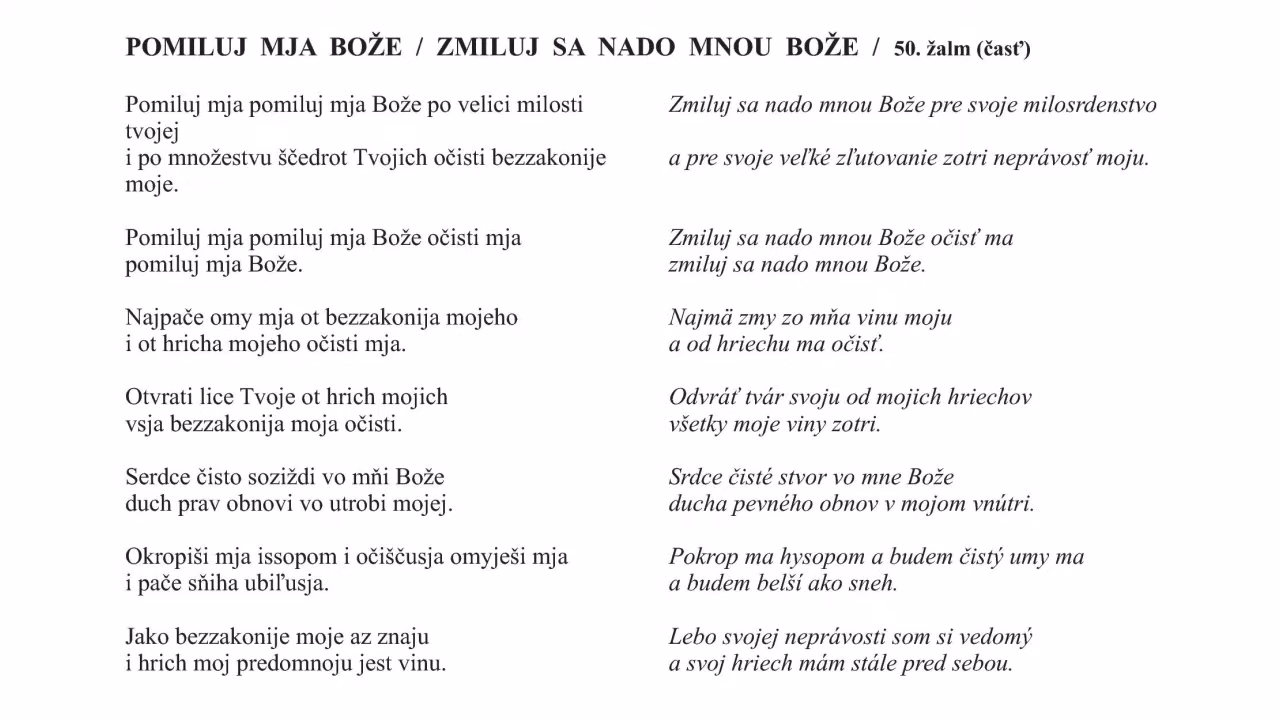 POMILUJ MJA BOŽE / ZMILUJ SA NADO MNOU BOŽE / 50. žalm (časť)
Pomiluj mja pomiluj mja Bože po velici milosti
tvojej
i po množestvu ščedrot Tvojich očisti bezzakonije
moje.
Pomiluj mja pomiluj mja Bože očisti mja
pomiluj mja Bože.
Najpače omy mja ot bezzakonija mojeho
i ot hricha mojeho očisti mja.
Otvrati lice Tvoje ot hrich mojich
vsja bezzakonija moja očisti.
Serdce čisto soziždi vo mňi Bože
duch prav obnovi vo utrobi mojej.
Okropiši mja issopom i očiščusja omyješi mja
i pače sňiha ubiľusja.
Jako bezzakonije moje az znaju
i hrich moj predomnoju jest vinu.
Zmiluj sa nado mnou Bože pre svoje milosrdenstvo
a pre svoje veľké zľutovanie zotri neprávosť moju.
Zmiluj sa nado mnou Bože očisť ma
zmiluj sa nado mnou Bože.
Najmä zmy zo mňa vinu moju
a od hriechu ma očisť.
Odvráť tvár svoju od mojich hriechov
všetky moje viny zotri.
Srdce čisté stvor vo mne Bože
ducha pevného obnov v mojom vnútri.
Pokrop ma hysopom a budem čistý umy ma
a budem belší ako sneh.
Lebo svojej neprávosti som si vedomý
a svoj hriech mám stále pred sebou.